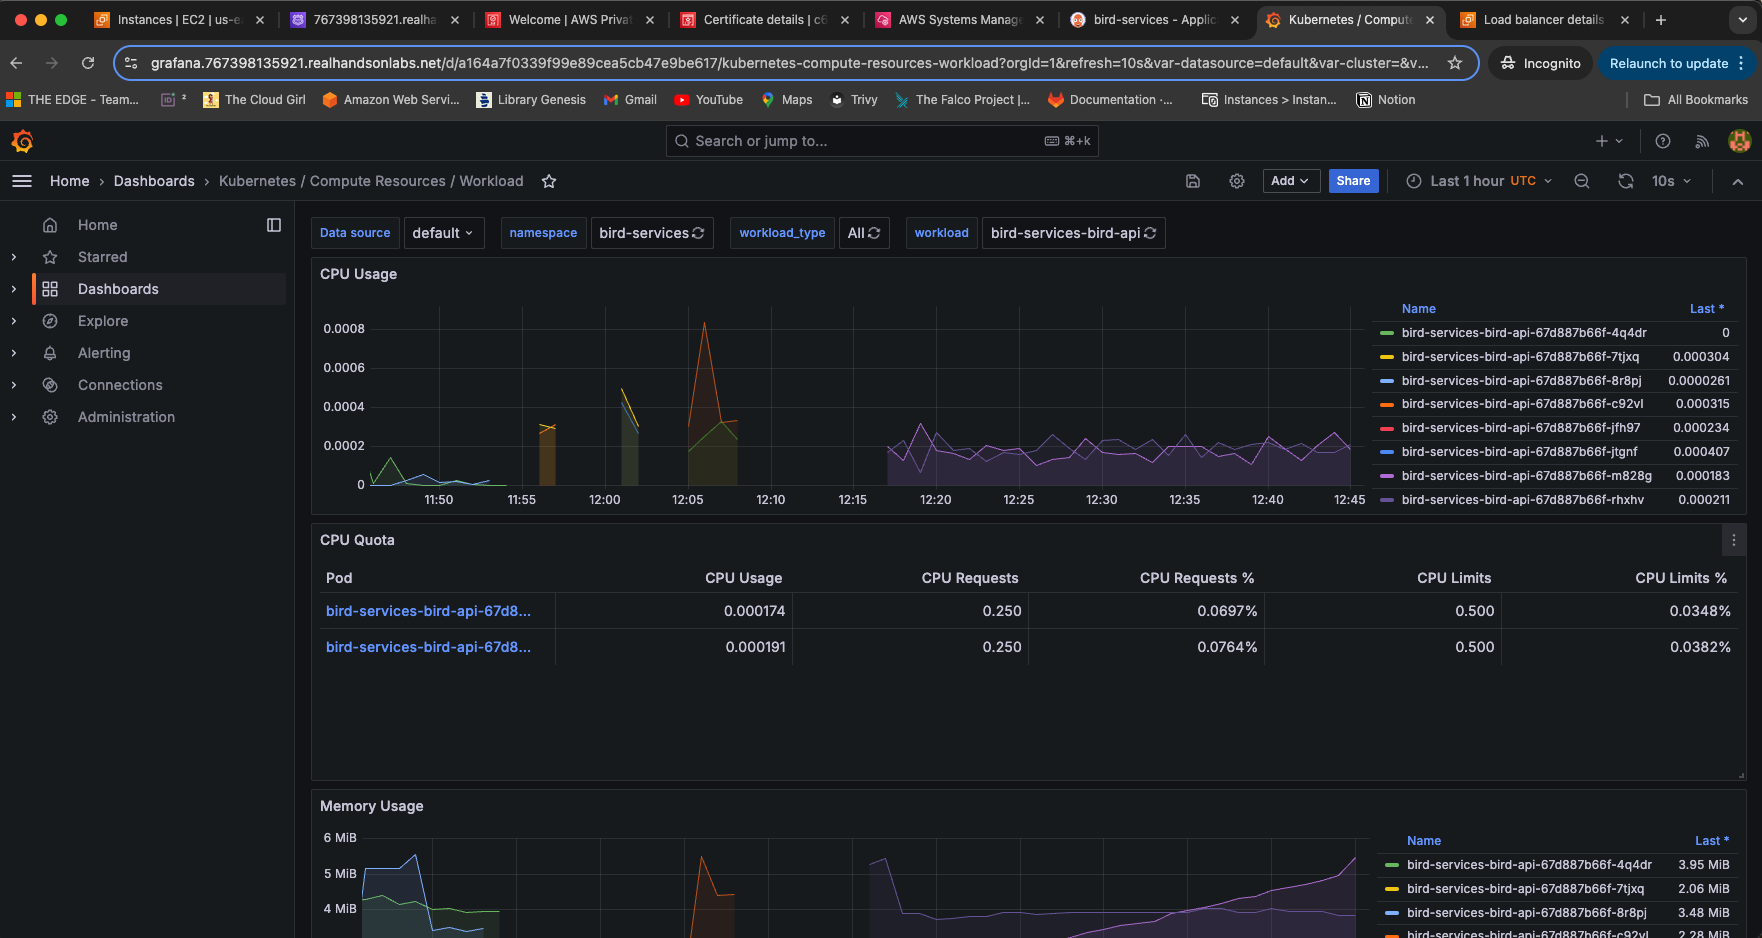 Instances | EC2 | us-e
767398135921.realha
Welcome | AWS Privat
Certificate details | c6
AWS Systems Manage
bird-services - Applic
Kubernetes / Compute
Load balancer details
grafana.767398135921.realhandsonlabs.net/d/a164a7f0339f99e89cea5cb47e9be617/kubernetes-compute-resources-workload?orgId=1&refresh=10s&var-datasource=default&var-cluster=&v...
Incognito
Relaunch to update
THE EDGE - Team...
ID ²
The Cloud Girl
Amazon Web Servi...
Library Genesis
Gmail
YouTube
Maps
Trivy
The Falco Project |...
Documentation ·...
Instances > Instan...
Notion
All Bookmarks
Search or jump to...
⌘+k
Home › Dashboards › Kubernetes / Compute Resources / Workload
Add
Share
Last 1 hour UTC
10s
Home
Starred
Dashboards
Explore
Alerting
Connections
Administration
Data source default namespace bird-services workload_type All workload bird-services-bird-api
CPU Usage
0.0008
0.0006
0.0004
0.0002
0
11:50 11:55 12:00 12:05 12:10 12:15 12:20 12:25 12:30 12:35 12:40 12:45
Name Last *
bird-services-bird-api-67d887b66f-4q4dr 0
bird-services-bird-api-67d887b66f-7tjxq 0.000304
bird-services-bird-api-67d887b66f-8r8pj 0.0000261
bird-services-bird-api-67d887b66f-c92vl 0.000315
bird-services-bird-api-67d887b66f-jfh97 0.000234
bird-services-bird-api-67d887b66f-jtgnf 0.000407
bird-services-bird-api-67d887b66f-m828g 0.000183
bird-services-bird-api-67d887b66f-rhxhv 0.000211
CPU Quota
Pod CPU Usage CPU Requests CPU Requests % CPU Limits CPU Limits %
bird-services-bird-api-67d8... 0.000174 0.250 0.0697% 0.500 0.0348%
bird-services-bird-api-67d8... 0.000191 0.250 0.0764% 0.500 0.0382%
Memory Usage
6 MiB
5 MiB
4 MiB
Name Last *
bird-services-bird-api-67d887b66f-4q4dr 3.95 MiB
bird-services-bird-api-67d887b66f-7tjxq 2.06 MiB
bird-services-bird-api-67d887b66f-8r8pj 3.48 MiB
bird-services-bird-api-67d887b66f-c92vl 2.28 MiB